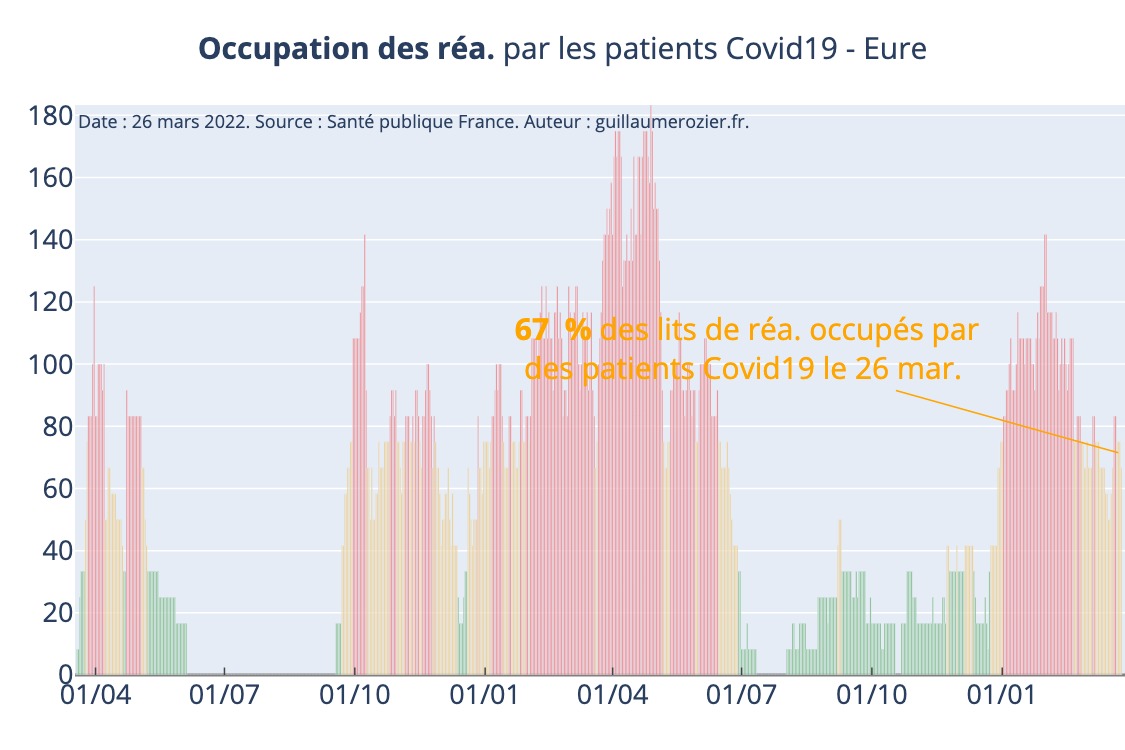 Occupation des réa. par les patients Covid19 - Eure
180
Date : 26 mars 2022. Source : Santé publique France. Auteur : guillaumerozier.fr.
160
140
120
67 % des lits de réa. occupés par
des patients Covid19 le 26 mar.
100
80
60
40
20
0
01/04 01/07 01/10 01/01 01/04 01/07 01/10 01/01